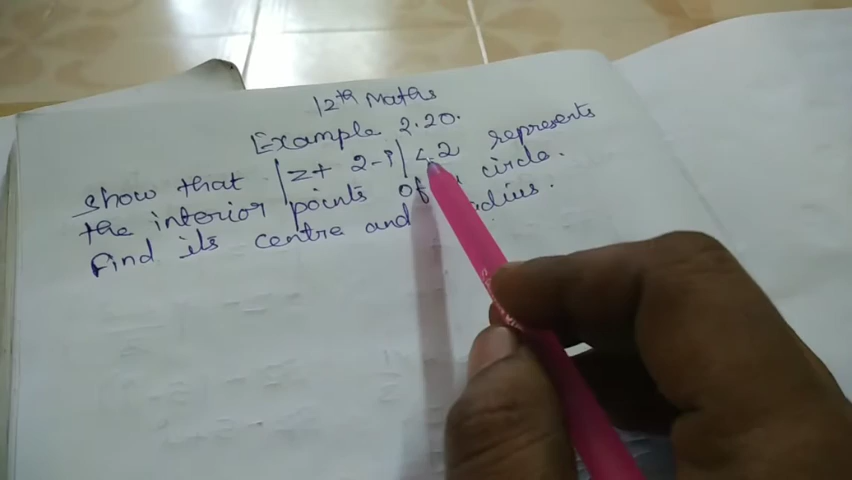 12th Maths
Example 2.20.
Show that |z+ 2-i| < 2 represents
the interior points of circle.
Find its centre and radius.